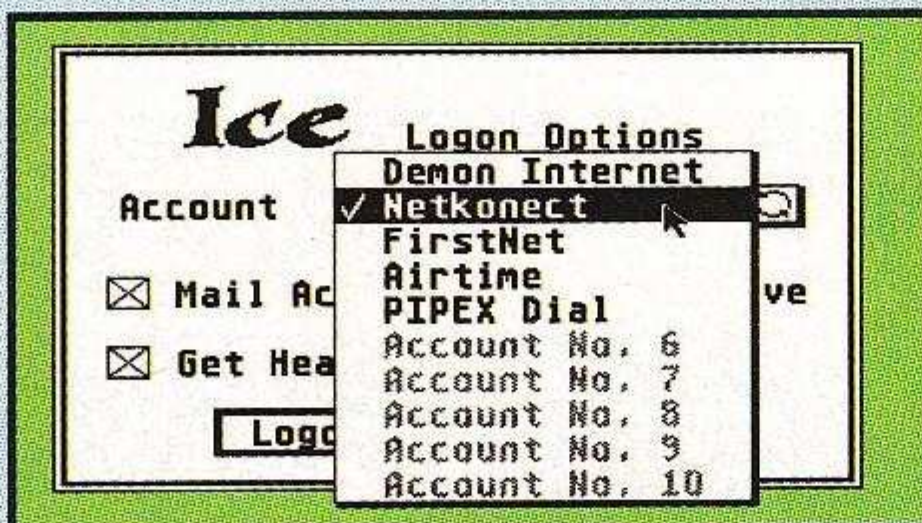 Ice Logon Options
Account
Demon Internet
✓ Netkonect
FirstNet
Airtime
PIPEX Dial
Account No. 6
Account No. 7
Account No. 8
Account No. 9
Account No. 10
Mail Ac
ve
Get Hea
Logo